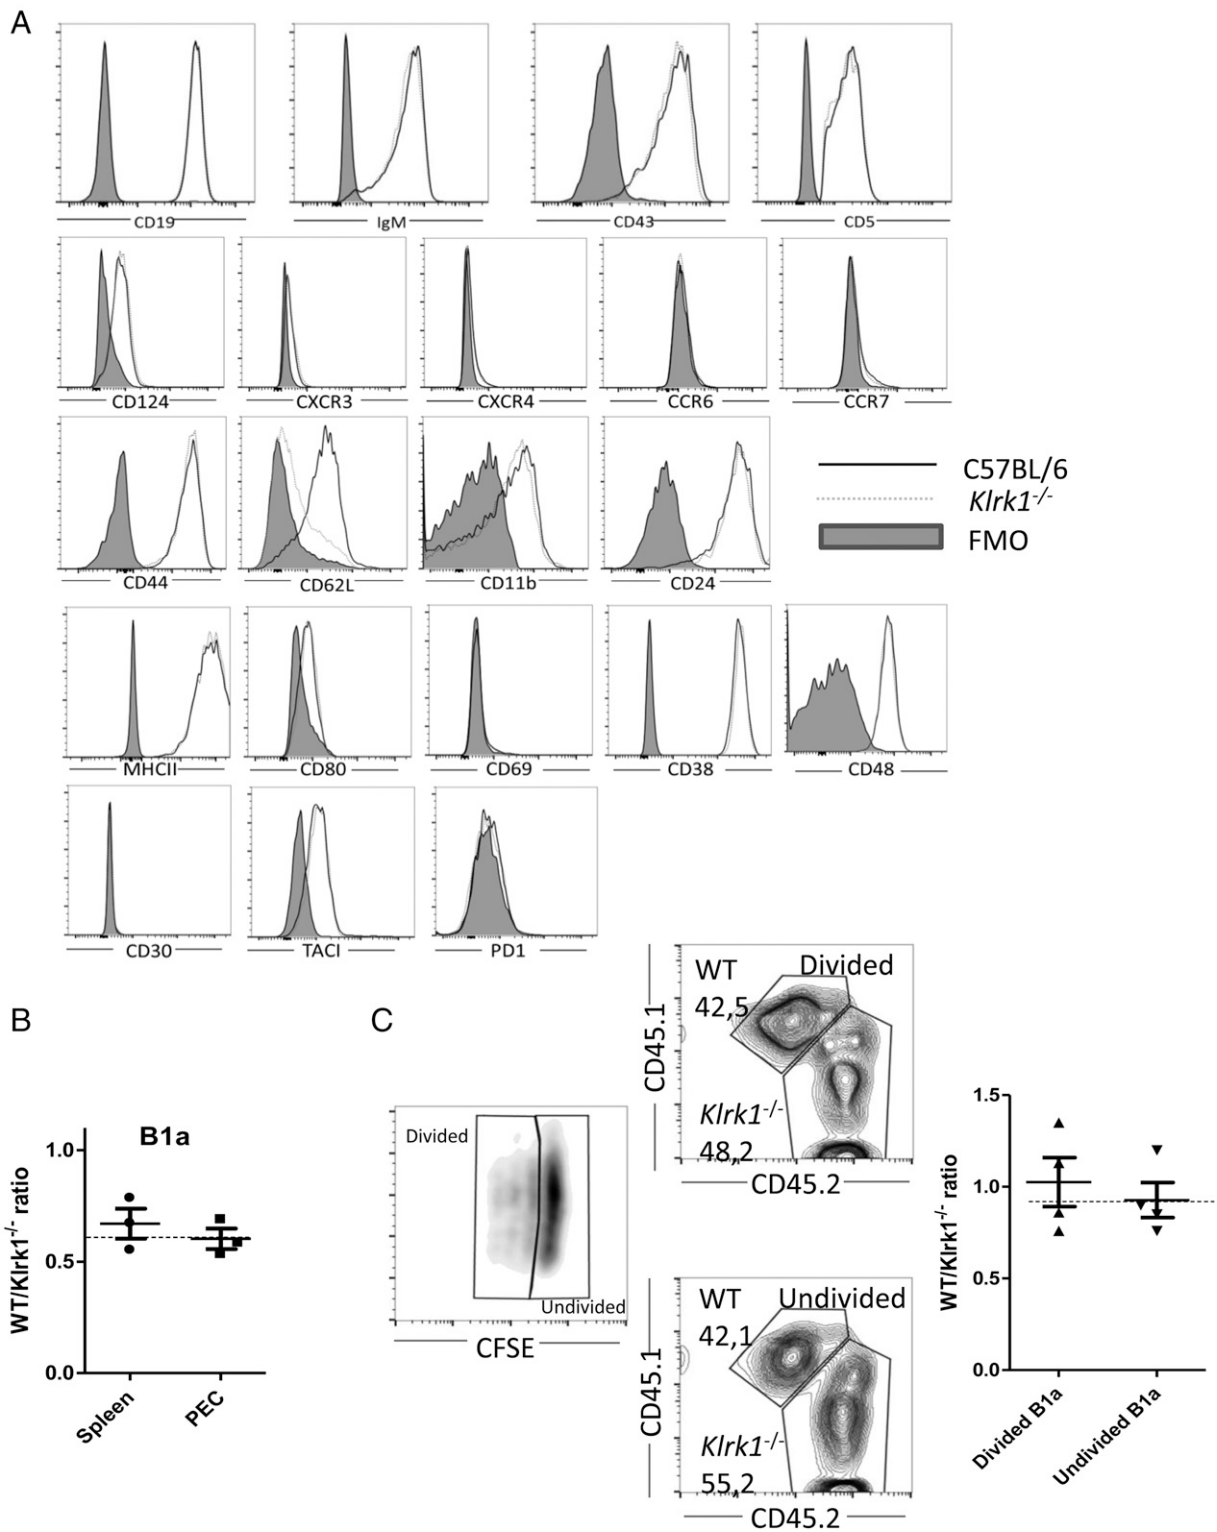 A
CD19
IgM
CD43
CD5
CD124
CXCR3
CXCR4
CCR6
CCR7
CD44
CD62L
CD11b
CD24
C57BL/6
Klrk1-/-
FMO
MHCII
CD80
CD69
CD38
CD48
CD30
TACI
PD1
B
B1a
WT/Klrk1-/- ratio
1.0
0.5
0.0
Spleen
PEC
C
Divided
Undivided
CFSE
WT
42,5
Divided
Klrk1-/-
48,2
CD45.1
CD45.2
WT
42,1
Undivided
Klrk1-/-
55,2
CD45.1
CD45.2
WT/Klrk1-/- ratio
1.5
1.0
0.5
0.0
Divided B1a
Undivided B1a